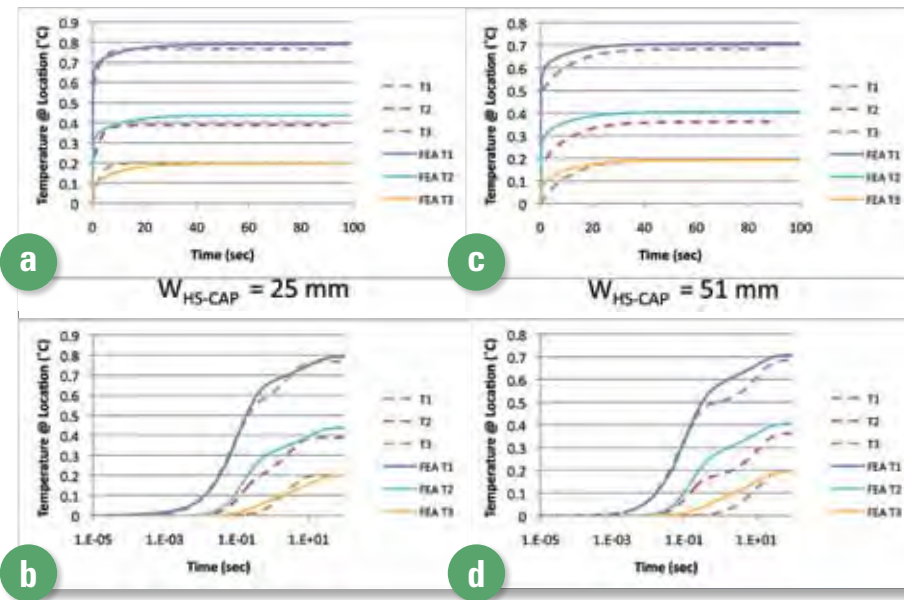 Temperature @ Location (°C)
0.9
0.8
0.7
0.6
0.5
0.4
0.3
0.2
0.1
0
0 20 40 60 80 100
Time (sec)
T1
T2
T3
FEA T1
FEA T2
FEA T3
a
Temperature @ Location (°C)
0.8
0.7
0.6
0.5
0.4
0.3
0.2
0.1
0
0 20 40 60 80 100
Time (sec)
T1
T2
T3
FEA T1
FEA T2
FEA T3
c
W HS-CAP = 25 mm
W HS-CAP = 51 mm
Temperature @ Location (°C)
0.9
0.8
0.7
0.6
0.5
0.4
0.3
0.2
0.1
0
1.E-05 1.E-03 1.E-01 1.E+01
Time (sec)
T1
T2
T3
FEA T1
FEA T2
FEA T3
b
Temperature @ Location (°C)
0.8
0.7
0.6
0.5
0.4
0.3
0.2
0.1
0
1.E-05 1.E-03 1.E-01 1.E+01
Time (sec)
T1
T2
T3
FEA T1
FEA T2
FEA T3
d